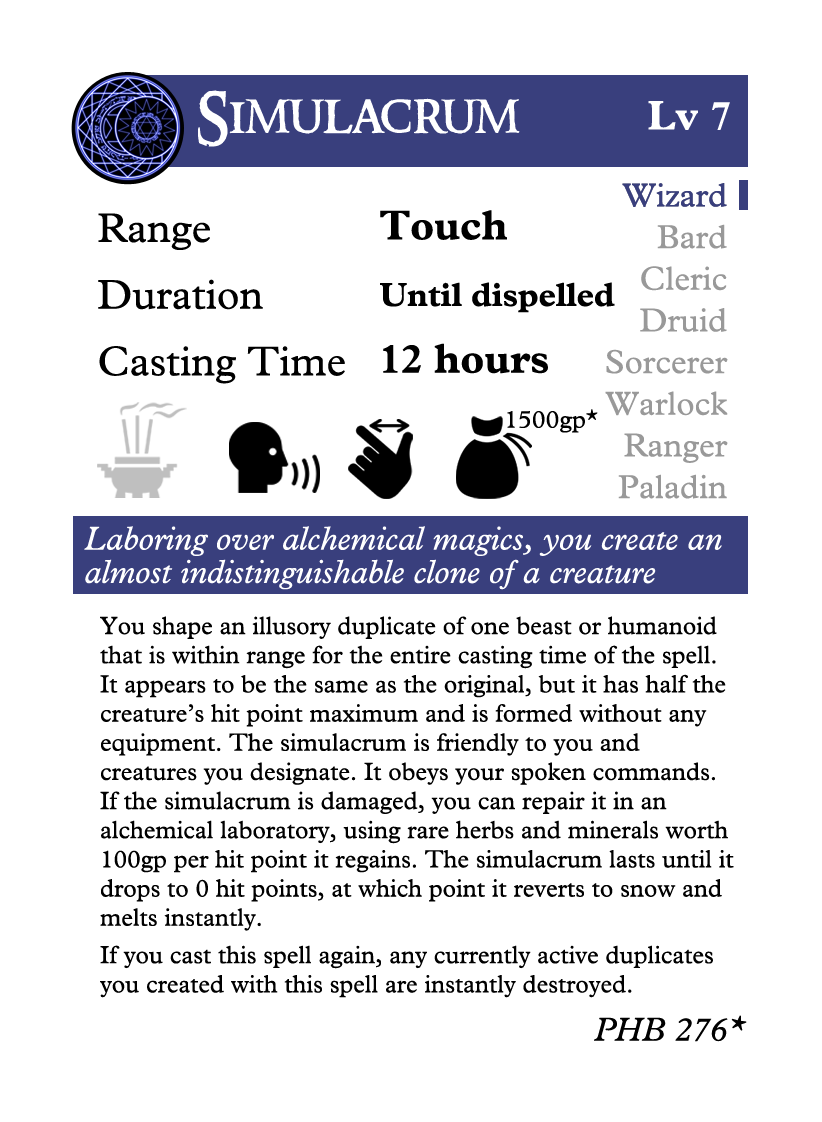 SIMULACRUM Lv 7
Wizard
Bard
Cleric
Druid
Sorcerer
Warlock
Ranger
Paladin
Range Touch
Duration Until dispelled
Casting Time 12 hours
1500gp*
Laboring over alchemical magics, you create an
almost indistinguishable clone of a creature
You shape an illusory duplicate of one beast or humanoid
that is within range for the entire casting time of the spell.
It appears to be the same as the original, but it has half the
creature’s hit point maximum and is formed without any
equipment. The simulacrum is friendly to you and
creatures you designate. It obeys your spoken commands.
If the simulacrum is damaged, you can repair it in an
alchemical laboratory, using rare herbs and minerals worth
100gp per hit point it regains. The simulacrum lasts until it
drops to 0 hit points, at which point it reverts to snow and
melts instantly.
If you cast this spell again, any currently active duplicates
you created with this spell are instantly destroyed.
PHB 276*